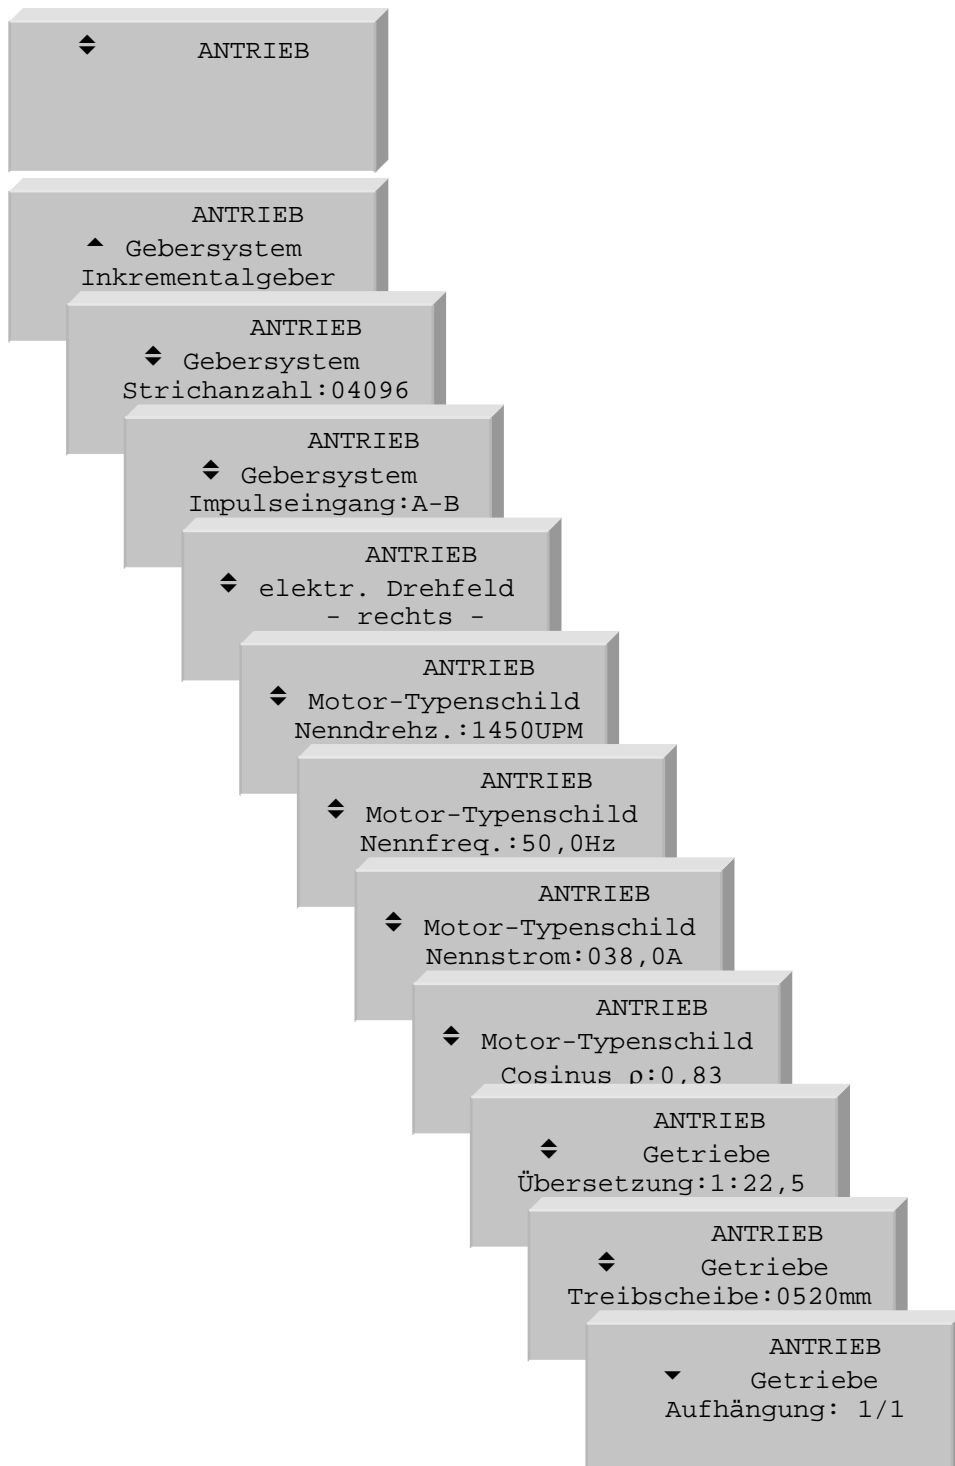 ANTRIEB
ANTRIEB
Gebersystem
Inkrementalgeber
ANTRIEB
Gebersystem
Strichanzahl:04096
ANTRIEB
Gebersystem
Impulseingang:A-B
ANTRIEB
elektr. Drehfeld
- rechts -
ANTRIEB
Motor-Typenschild
Nenndrehz.:1450UPM
ANTRIEB
Motor-Typenschild
Nennfreq.:50,0Hz
ANTRIEB
Motor-Typenschild
Nennstrom:038,0A
ANTRIEB
Motor-Typenschild
Cosinus ρ:0,83
ANTRIEB
Getriebe
Übersetzung:1:22,5
ANTRIEB
Getriebe
Treibscheibe:0520mm
ANTRIEB
Getriebe
Aufhängung: 1/1